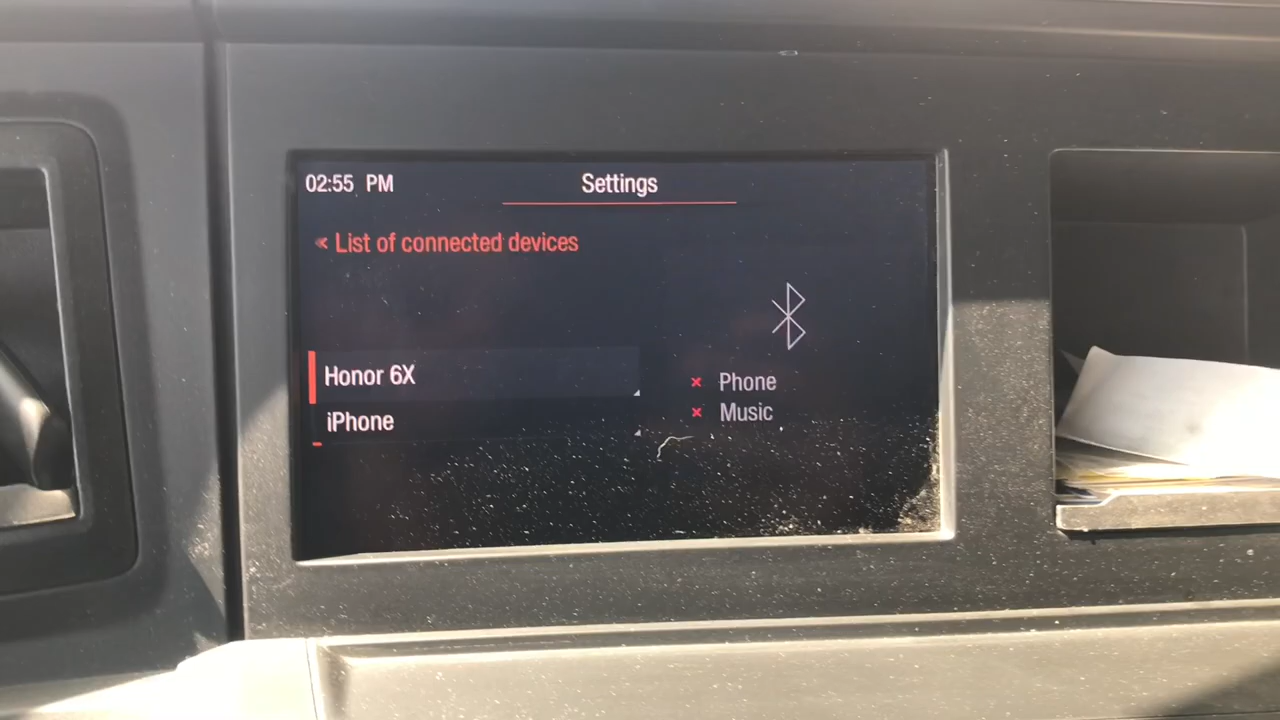 02:55 PM
Settings
« List of connected devices
Honor 6X
iPhone
× Phone
× Music